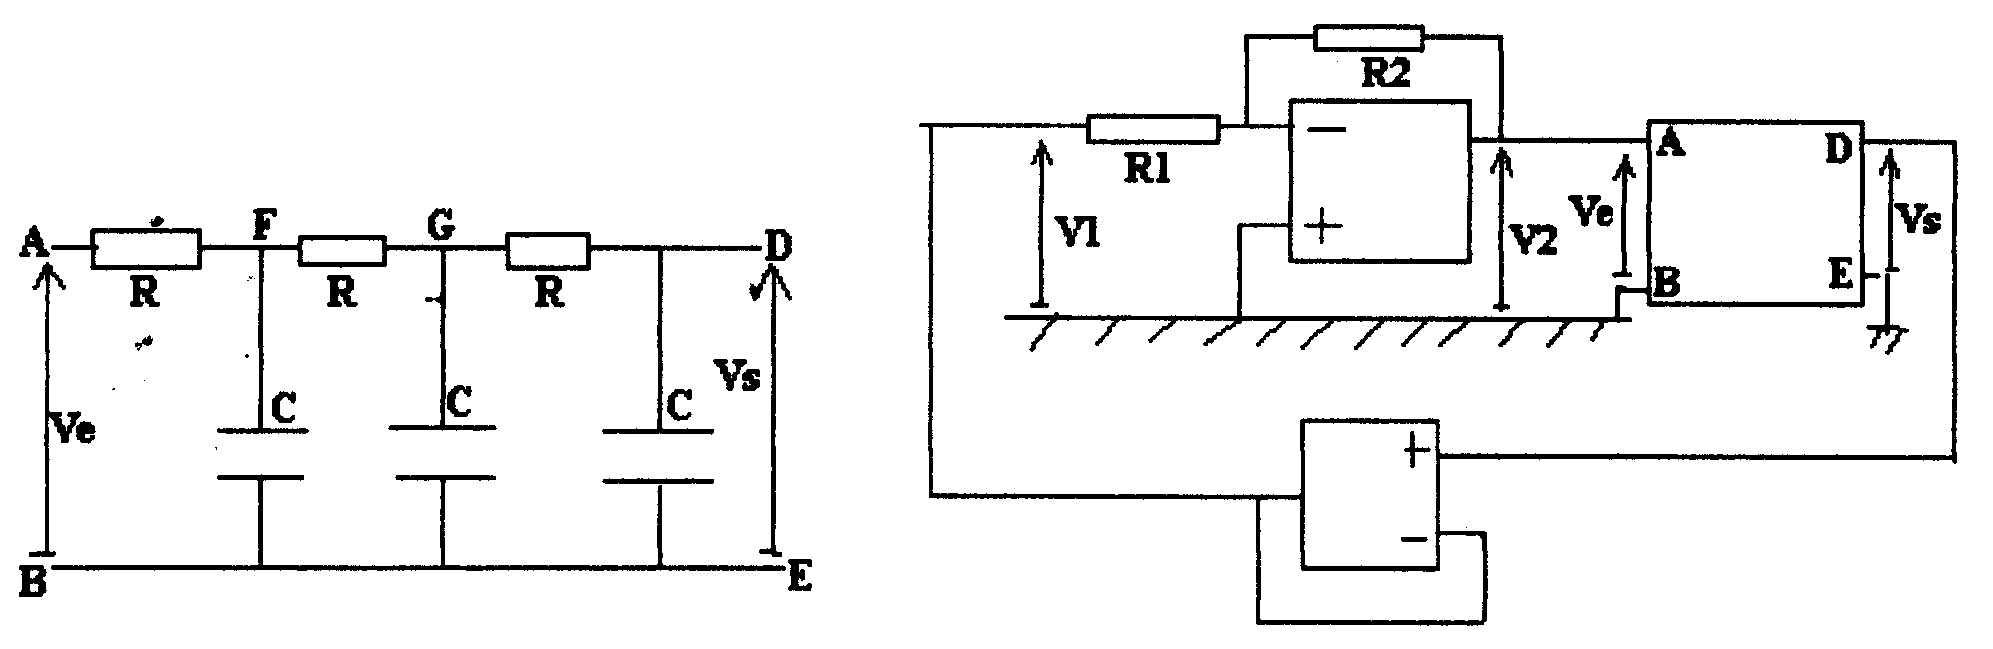 A F G D
R R R
C C C
Ve Vs
B E
R2
R1
− +
V1 V2 Ve Vs
A D
B E
+
−